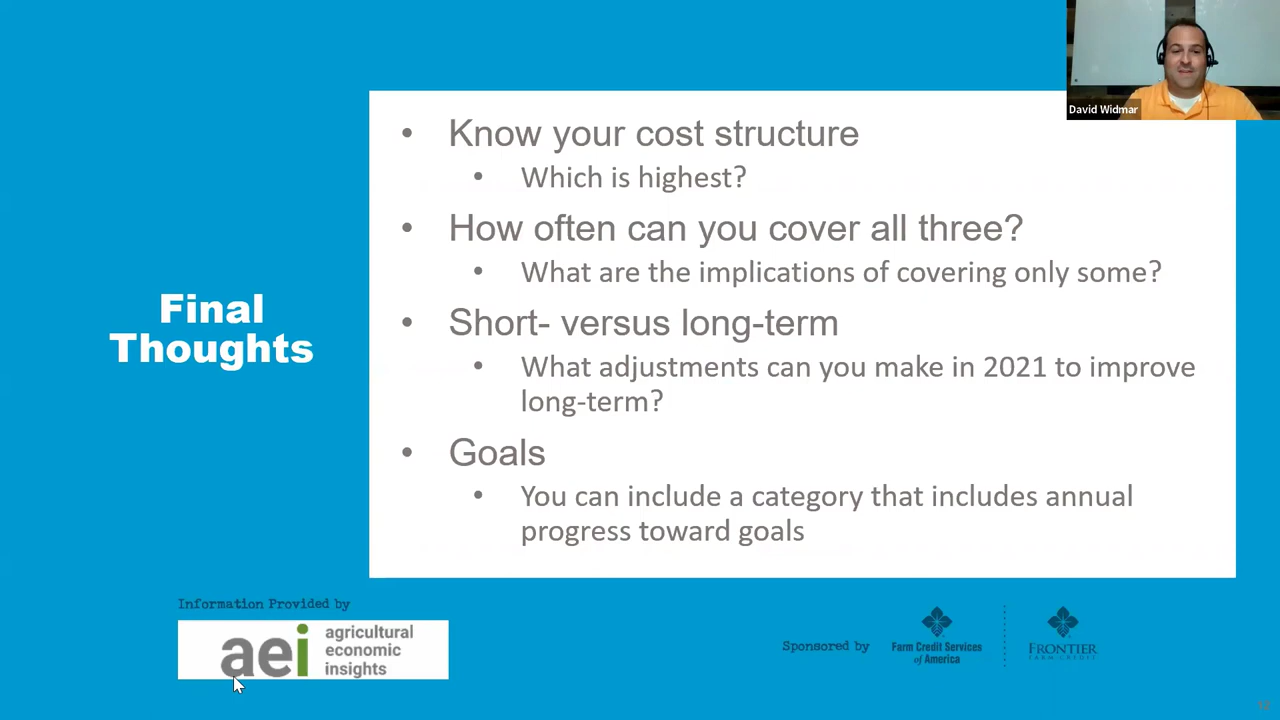 David Widmar
Final
Thoughts
• Know your cost structure
• Which is highest?
• How often can you cover all three?
• What are the implications of covering only some?
• Short- versus long-term
• What adjustments can you make in 2021 to improve
long-term?
• Goals
• You can include a category that includes annual
progress toward goals
Information Provided by
aei
agricultural
economic
insights
Sponsored by
Farm Credit Services
of America
FRONTIER
FARM CREDIT